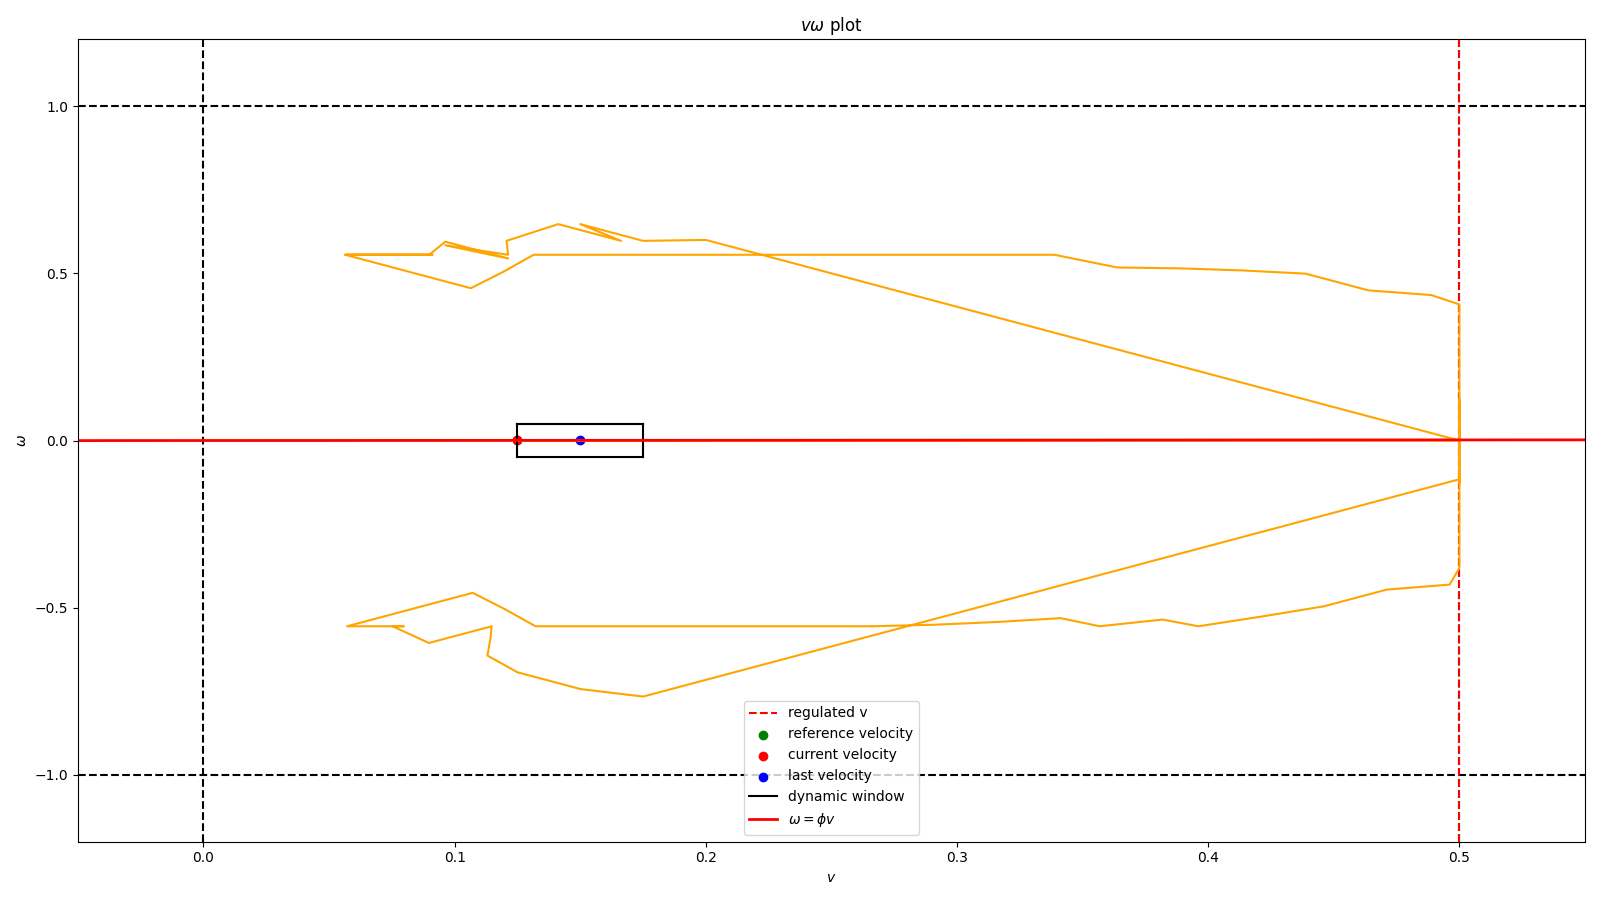 vω plot
1.0
0.5
0.0
−0.5
−1.0
ω
0.0
0.1
0.2
0.3
0.4
0.5
v
regulated v
reference velocity
current velocity
last velocity
dynamic window
ω = ϕv